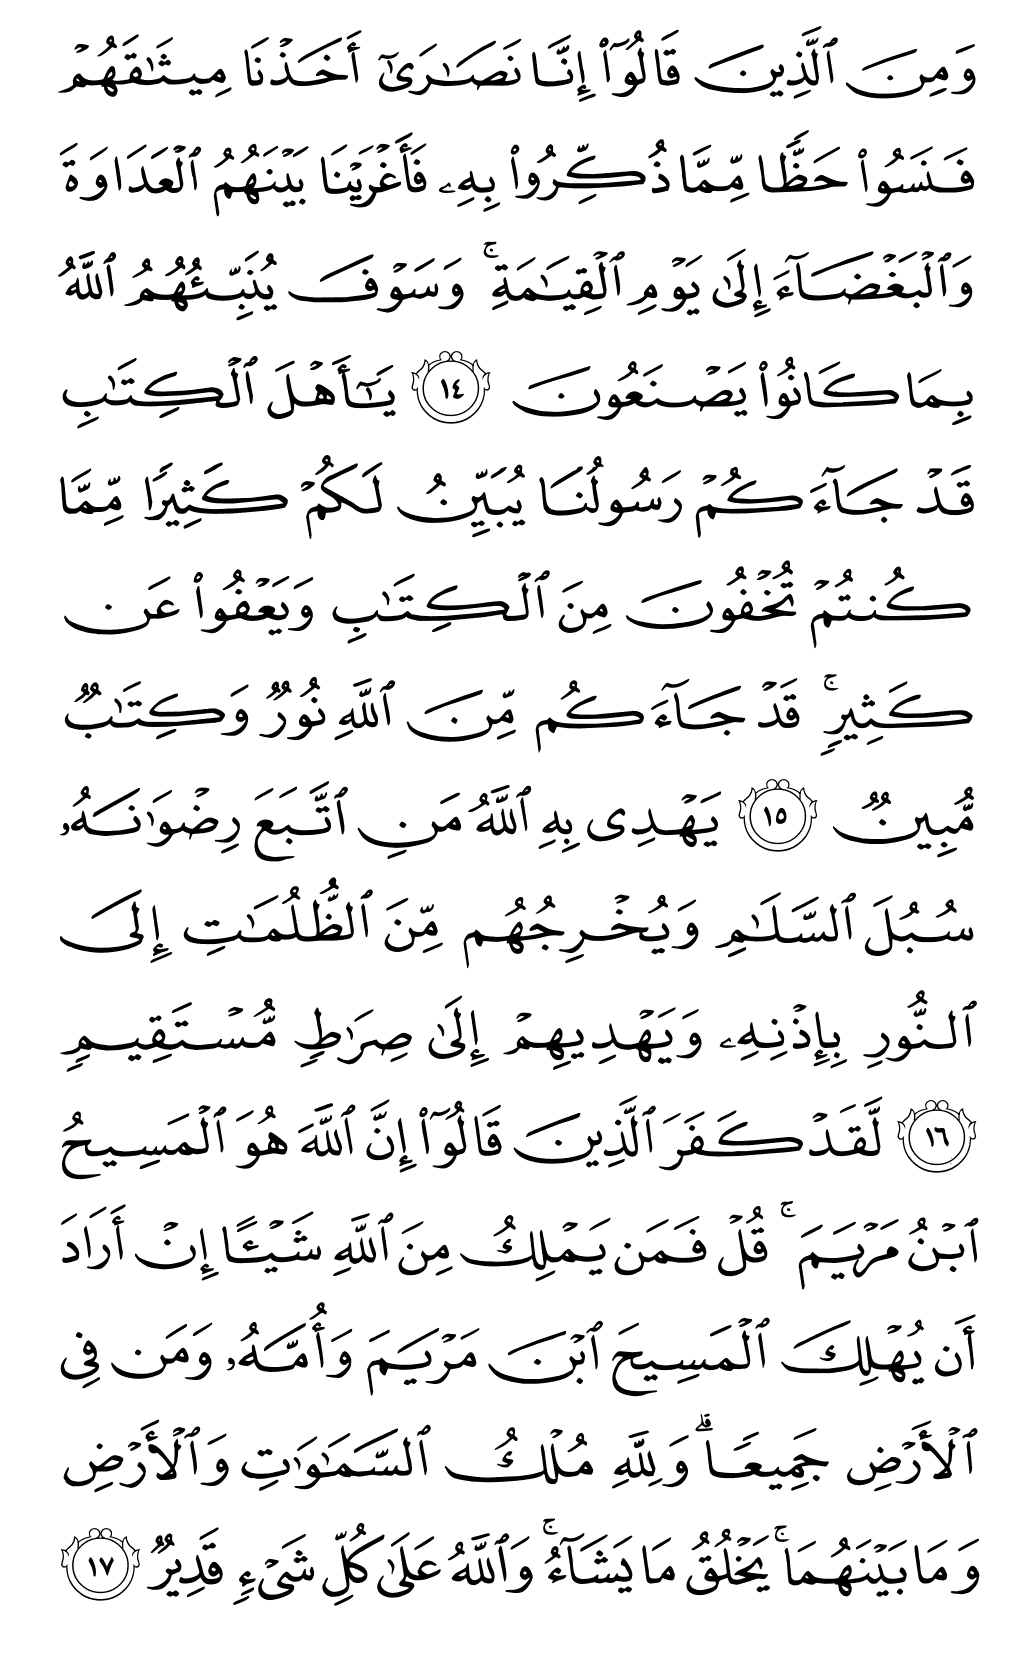 وَمِنَ ٱلَّذِينَ قَالُوٓا۟ إِنَّا نَصَـٰرَىٰٓ أَخَذْنَا مِيثَـٰقَهُمْ
فَنَسُوا۟ حَظًّا مِّمَّا ذُكِّرُوا۟ بِهِۦ فَأَغْرَيْنَا بَيْنَهُمُ ٱلْعَدَاوَةَ
وَٱلْبَغْضَآءَ إِلَىٰ يَوْمِ ٱلْقِيَـٰمَةِ ۚ وَسَوْفَ يُنَبِّئُهُمُ ٱللَّهُ
بِمَا كَانُوا۟ يَصْنَعُونَ ١٤ يَـٰٓأَهْلَ ٱلْكِتَـٰبِ
قَدْ جَآءَكُمْ رَسُولُنَا يُبَيِّنُ لَكُمْ كَثِيرًا مِّمَّا
كُنتُمْ تُخْفُونَ مِنَ ٱلْكِتَـٰبِ وَيَعْفُوا۟ عَن
كَثِيرٍ ۚ قَدْ جَآءَكُم مِّنَ ٱللَّهِ نُورٌ وَكِتَـٰبٌ
مُّبِينٌ ١٥ يَهْدِى بِهِ ٱللَّهُ مَنِ ٱتَّبَعَ رِضْوَٰنَهُۥ
سُبُلَ ٱلسَّلَـٰمِ وَيُخْرِجُهُم مِّنَ ٱلظُّلُمَـٰتِ إِلَى
ٱلنُّورِ بِإِذْنِهِۦ وَيَهْدِيهِمْ إِلَىٰ صِرَٰطٍ مُّسْتَقِيمٍ
١٦ لَّقَدْ كَفَرَ ٱلَّذِينَ قَالُوٓا۟ إِنَّ ٱللَّهَ هُوَ ٱلْمَسِيحُ
ٱبْنُ مَرْيَمَ ۚ قُلْ فَمَن يَمْلِكُ مِنَ ٱللَّهِ شَيْـًٔا إِنْ أَرَادَ
أَن يُهْلِكَ ٱلْمَسِيحَ ٱبْنَ مَرْيَمَ وَأُمَّهُۥ وَمَن فِى
ٱلْأَرْضِ جَمِيعًا ۗ وَلِلَّهِ مُلْكُ ٱلسَّمَـٰوَٰتِ وَٱلْأَرْضِ
وَمَا بَيْنَهُمَا ۚ يَخْلُقُ مَا يَشَآءُ ۚ وَٱللَّهُ عَلَىٰ كُلِّ شَىْءٍ قَدِيرٌ ١٧